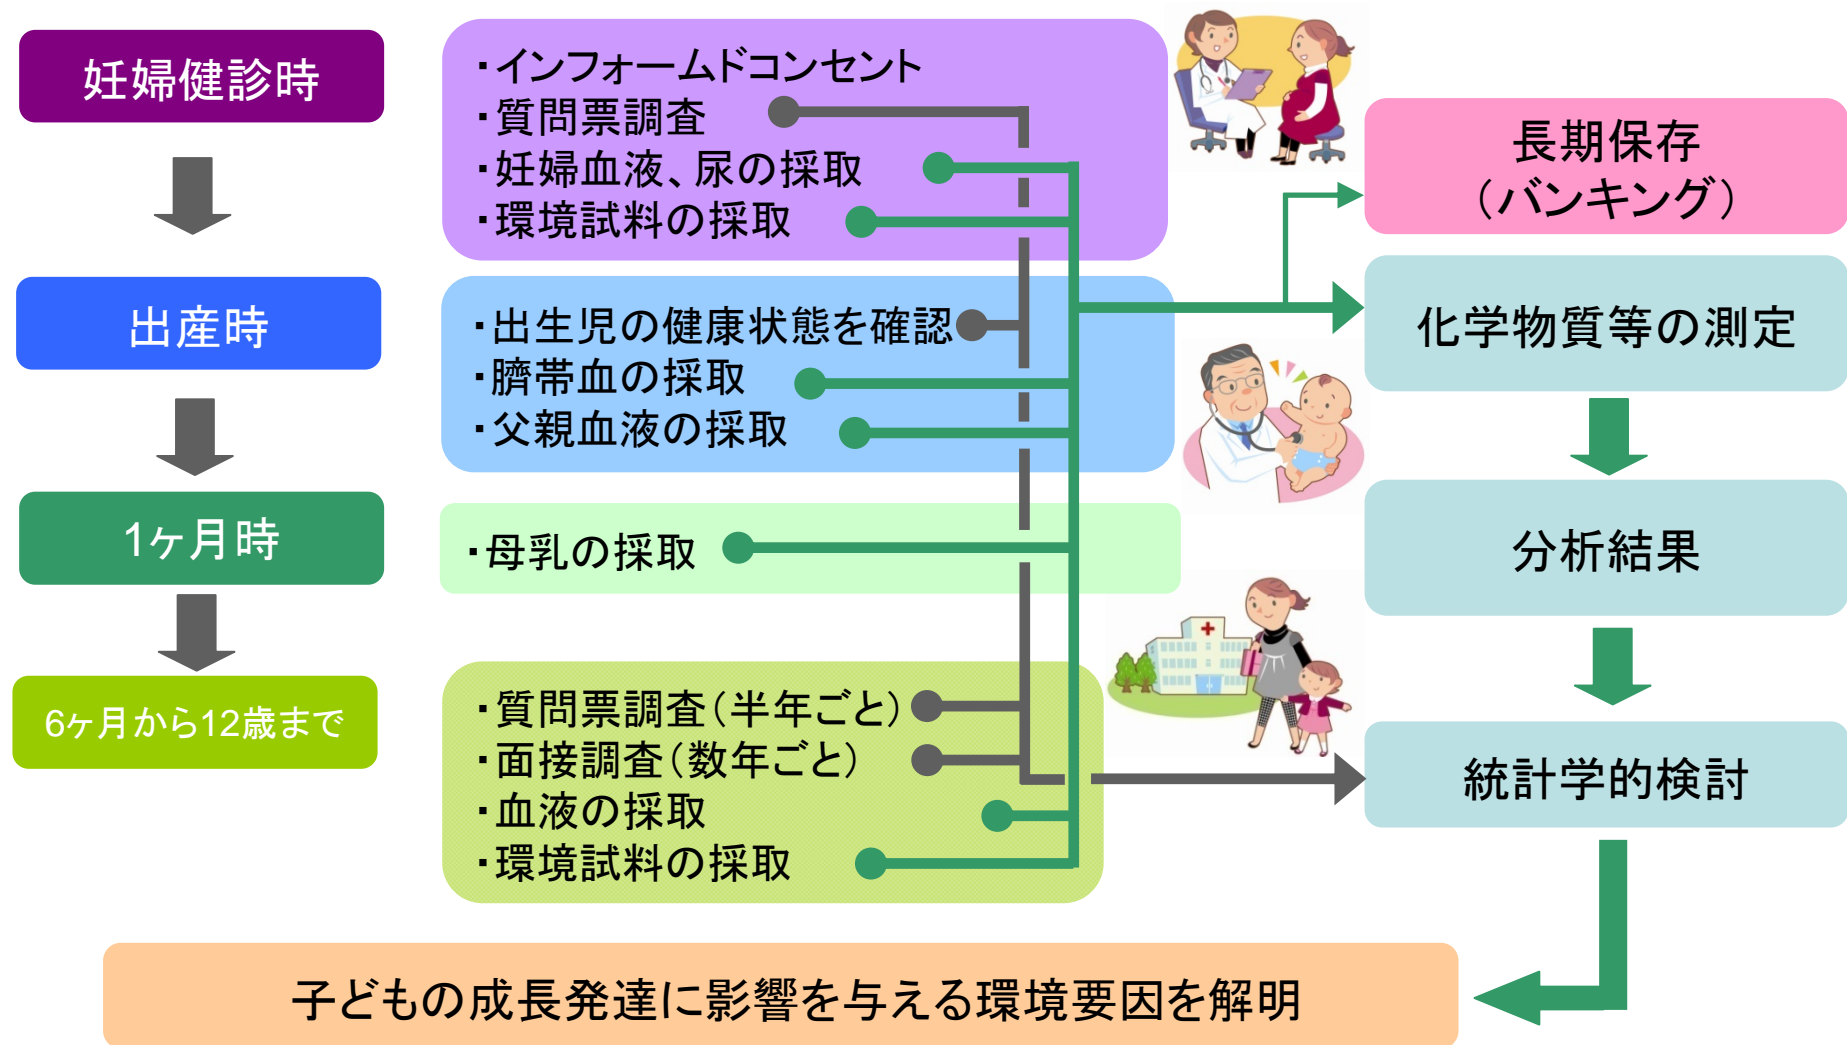 妊婦健診時
・インフォームドコンセント
・質問票調査
・妊婦血液、尿の採取
・環境試料の採取
出産時
・出生児の健康状態を確認
・臍帯血の採取
・父親血液の採取
1ヶ月時
・母乳の採取
6ヶ月から12歳まで
・質問票調査（半年ごと）
・面接調査（数年ごと）
・血液の採取
・環境試料の採取
長期保存
（バンキング）
化学物質等の測定
分析結果
統計学的検討
子どもの成長発達に影響を与える環境要因を解明